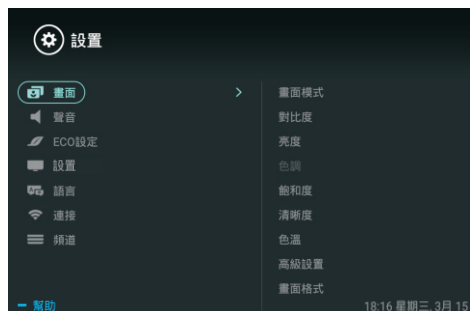 設置
畫面
聲音
ECO設定
設置
語言
連接
頻道
畫面模式
對比度
亮度
色調
飽和度
清晰度
色溫
高級設置
畫面格式
幫助
18:16 星期三, 3月 15